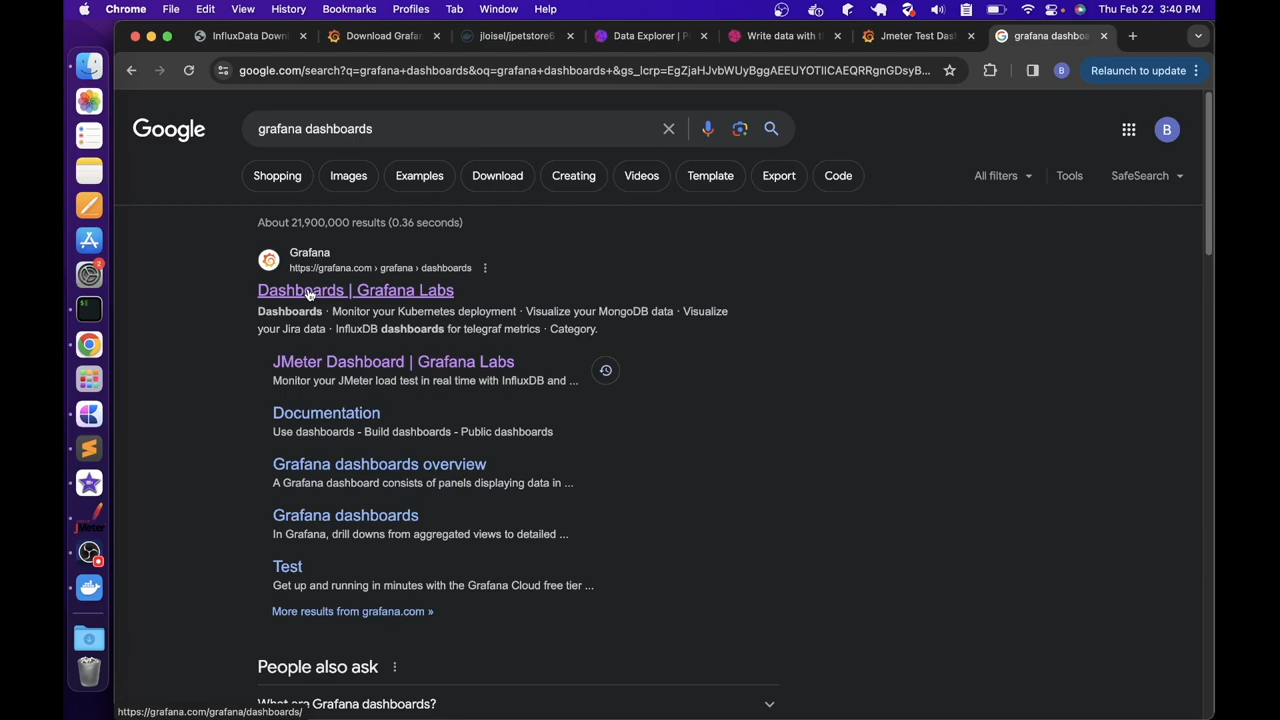 Chrome File Edit View History Bookmarks Profiles Tab Window Help Thu Feb 22 3:40 PM
InfluxData Down Download Grafan jloisel/jpetstore6 Data Explorer | P Write data with t Jmeter Test Das grafana dashboa
google.com/search?q=grafana+dashboards&oq=grafana+dashboards+&gs_lcrp=EgZjaHJvbWUyBggAEEUYOTIICAEQRRgnGDsyB... B Relaunch to update
Google grafana dashboards B
Shopping Images Examples Download Creating Videos Template Export Code All filters Tools SafeSearch
About 21,900,000 results (0.36 seconds)
Grafana
https://grafana.com › grafana › dashboards
Dashboards | Grafana Labs
Dashboards · Monitor your Kubernetes deployment · Visualize your MongoDB data · Visualize
your Jira data · InfluxDB dashboards for telegraf metrics · Category.
JMeter Dashboard | Grafana Labs
Monitor your JMeter load test in real time with InfluxDB and ...
Documentation
Use dashboards - Build dashboards - Public dashboards
Grafana dashboards overview
A Grafana dashboard consists of panels displaying data in ...
Grafana dashboards
In Grafana, drill downs from aggregated views to detailed ...
Test
Get up and running in minutes with the Grafana Cloud free tier ...
More results from grafana.com »
People also ask
What are Grafana dashboards?
https://grafana.com/grafana/dashboards/
2
JMeter